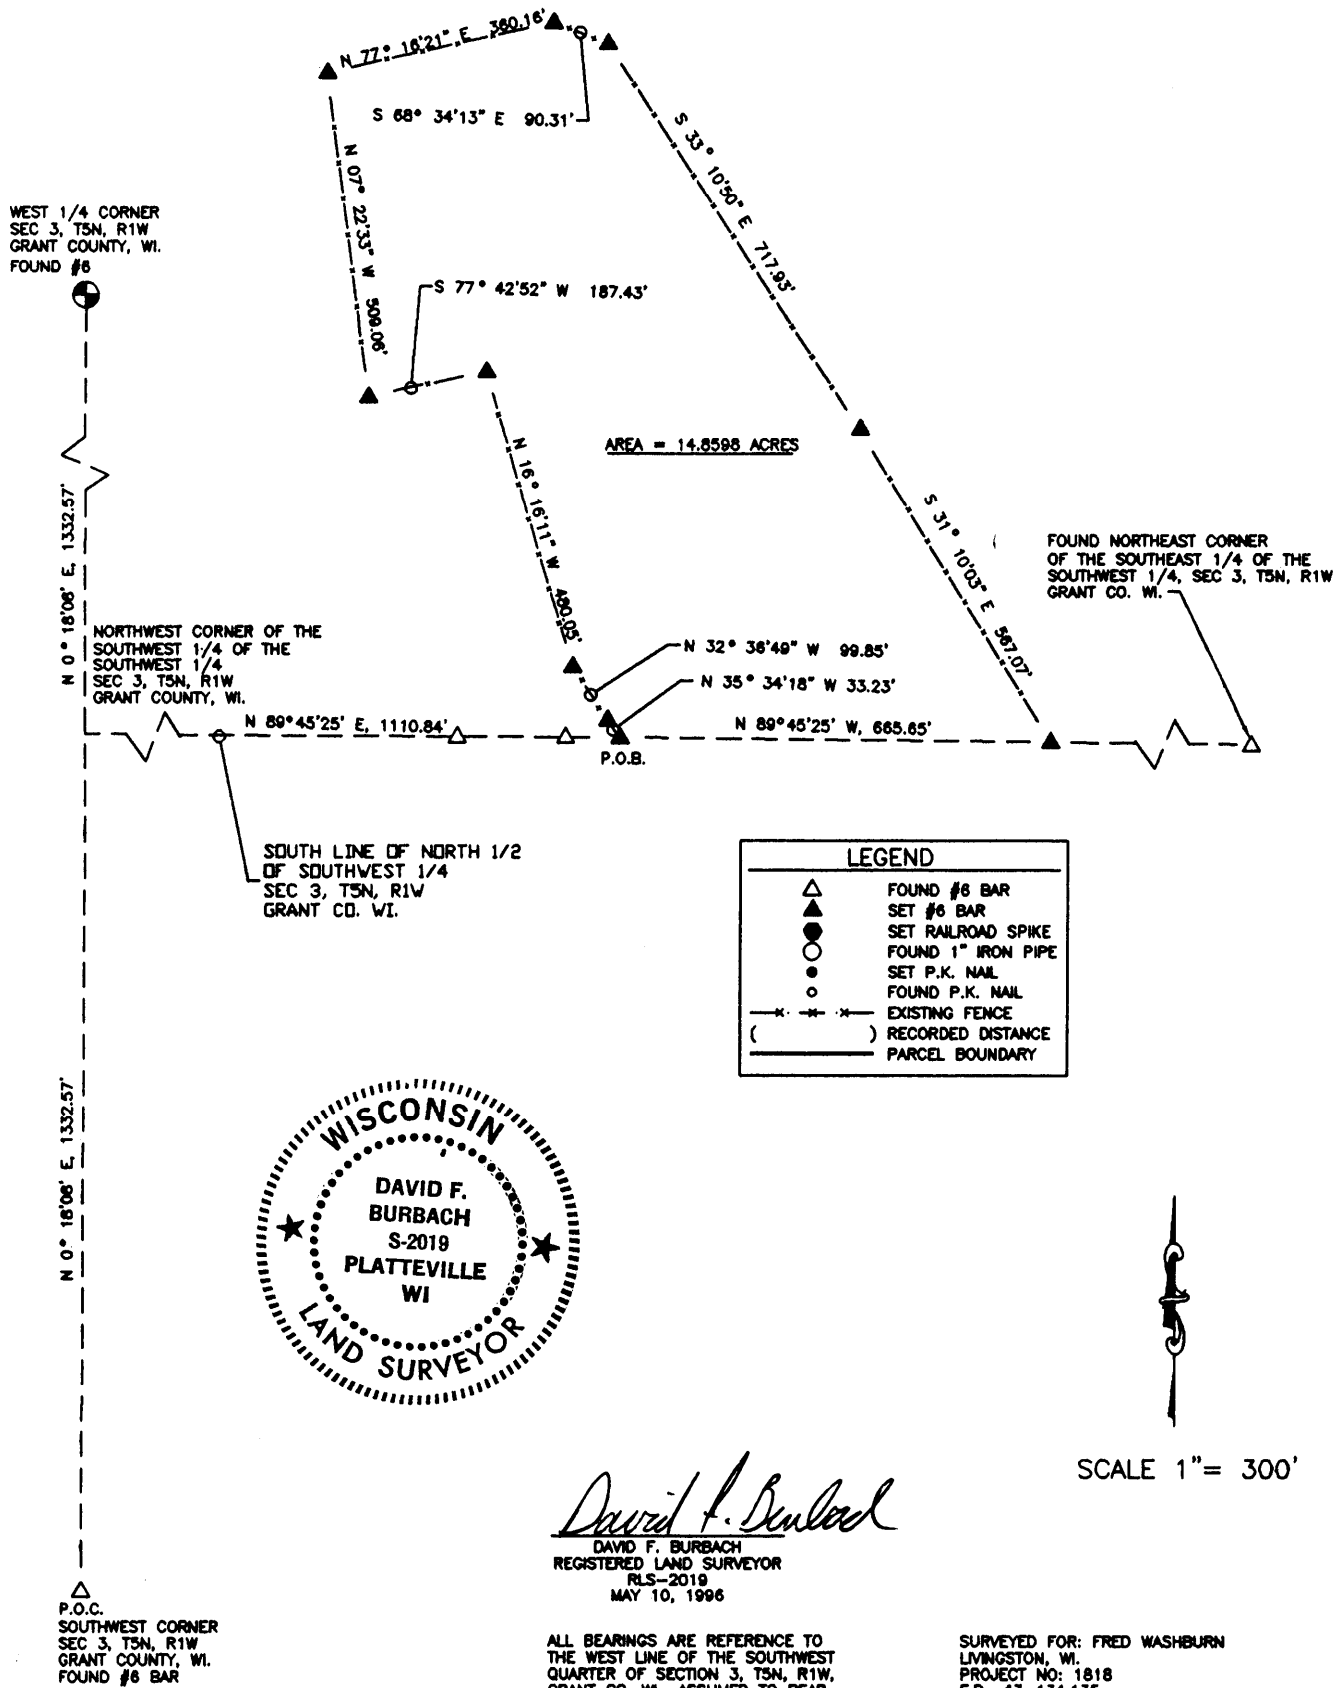 N 77° 16'21" E 360.16'
S 68° 34'13" E 90.31'
S 33° 10'50" E 717.93'
N 07° 22'33" W 509.06'
WEST 1/4 CORNER
SEC 3, T5N, R1W
GRANT COUNTY, WI.
FOUND #6
S 77° 42'52" W 187.43'
AREA = 14.8598 ACRES
N 16° 16'11" W 480.05'
S 31° 10'03" E 567.07'
FOUND NORTHEAST CORNER
OF THE SOUTHEAST 1/4 OF THE
SOUTHWEST 1/4, SEC 3, T5N, R1W
GRANT CO. WI.
N 0° 18'06' E, 1332.57'
NORTHWEST CORNER OF THE
SOUTHWEST 1/4 OF THE
SOUTHWEST 1/4
SEC 3, T5N, R1W
GRANT COUNTY, WI.
N 32° 36'49" W 99.85'
N 35° 34'18" W 33.23'
N 89°45'25' E, 1110.84'
N 89°45'25' W, 665.65'
P.O.B.
SOUTH LINE OF NORTH 1/2
OF SOUTHWEST 1/4
SEC 3, T5N, R1W
GRANT CO. WI.
LEGEND
FOUND #6 BAR
SET #6 BAR
SET RAILROAD SPIKE
FOUND 1" IRON PIPE
SET P.K. NAIL
FOUND P.K. NAIL
EXISTING FENCE
( ) RECORDED DISTANCE
PARCEL BOUNDARY
N 0° 18'06' E, 1332.57'
WISCONSIN
DAVID F.
BURBACH
S-2019
PLATTEVILLE
WI
LAND SURVEYOR
SCALE 1"= 300'
David F. Burbach
DAVID F. BURBACH
REGISTERED LAND SURVEYOR
RLS-2019
MAY 10, 1996
P.O.C.
SOUTHWEST CORNER
SEC 3, T5N, R1W
GRANT COUNTY, WI.
FOUND #6 BAR
ALL BEARINGS ARE REFERENCE TO
THE WEST LINE OF THE SOUTHWEST
QUARTER OF SECTION 3, T5N, R1W,
GRANT CO. WI. ASSUMED TO BEAR
SURVEYED FOR: FRED WASHBURN
LIVINGSTON, WI.
PROJECT NO: 1818